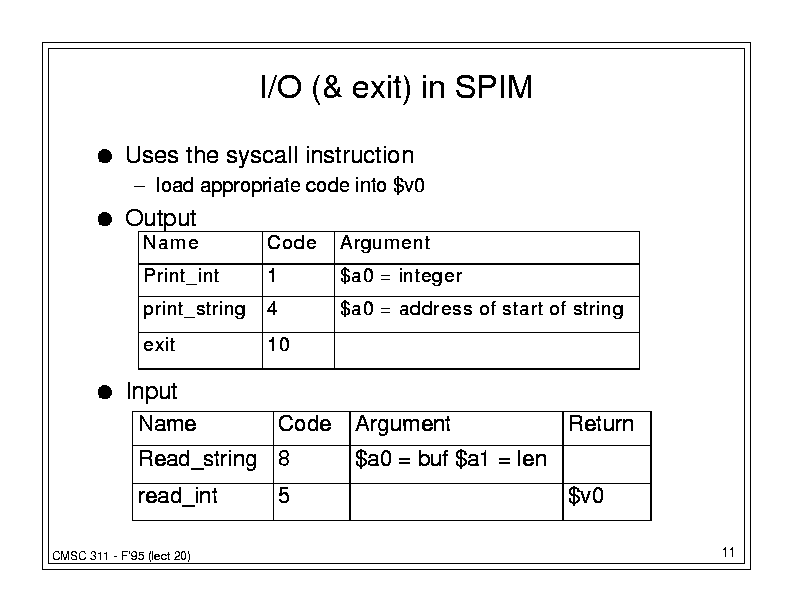 I/O (& exit) in SPIM
● Uses the syscall instruction
– load appropriate code into $v0
● Output
Name Code Argument
Print_int 1 $a0 = integer
print_string 4 $a0 = address of start of string
exit 10
● Input
Name Code Argument Return
Read_string 8 $a0 = buf $a1 = len
read_int 5 $v0
CMSC 311 - F'95 (lect 20) 11